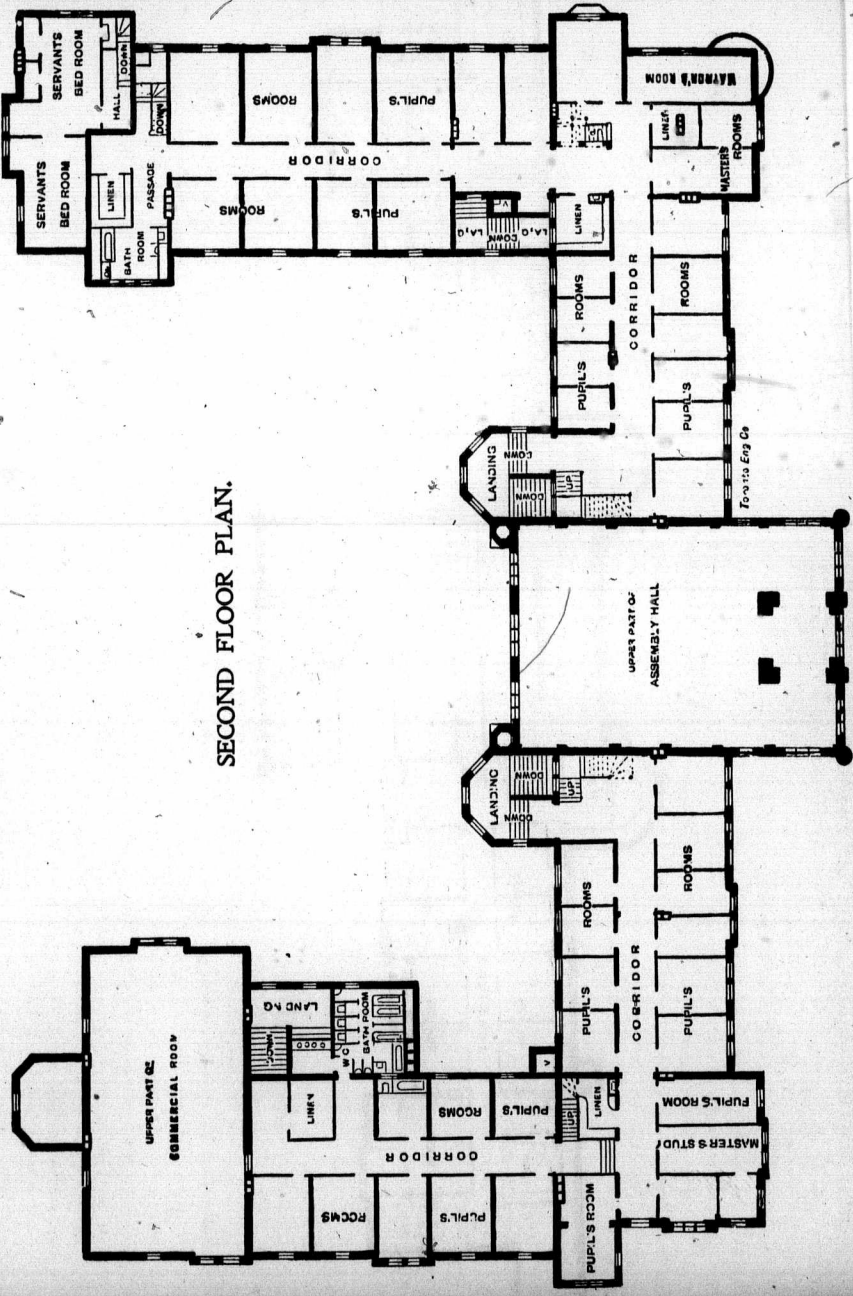 SERVANTS
BED ROOM
HALL
DOWN
SERVANTS
BED ROOM
LINEN
PASSAGE
DOWN
BATH
ROOM
ROOMS
PUPIL'S
CORRIDOR
ROOMS
PUPIL'S
DOWN
V
MATRON'S ROOM
LINEN
MASTERS
ROOMS
LINEN
ROOMS
PUPIL'S
CORRIDOR
ROOMS
PUPIL'S
LANDING
DOWN
DOWN
UP
Toronto Eng Co
SECOND FLOOR PLAN.
UPPER PART OF
ASSEMBLY HALL
LANDING
DOWN
DOWN
UP
ROOMS
PUPIL'S
CORRIDOR
ROOMS
PUPIL'S
UPPER PART OF
COMMERCIAL ROOM
LANDING
DOWN
W C
BATH ROOM
LINEN
ROOMS
PUPIL'S
CORRIDOR
ROOMS
PUPIL'S
V
UP
LINEN
PUPIL'S ROOM
MASTER'S STUDY
PUPIL'S ROOM